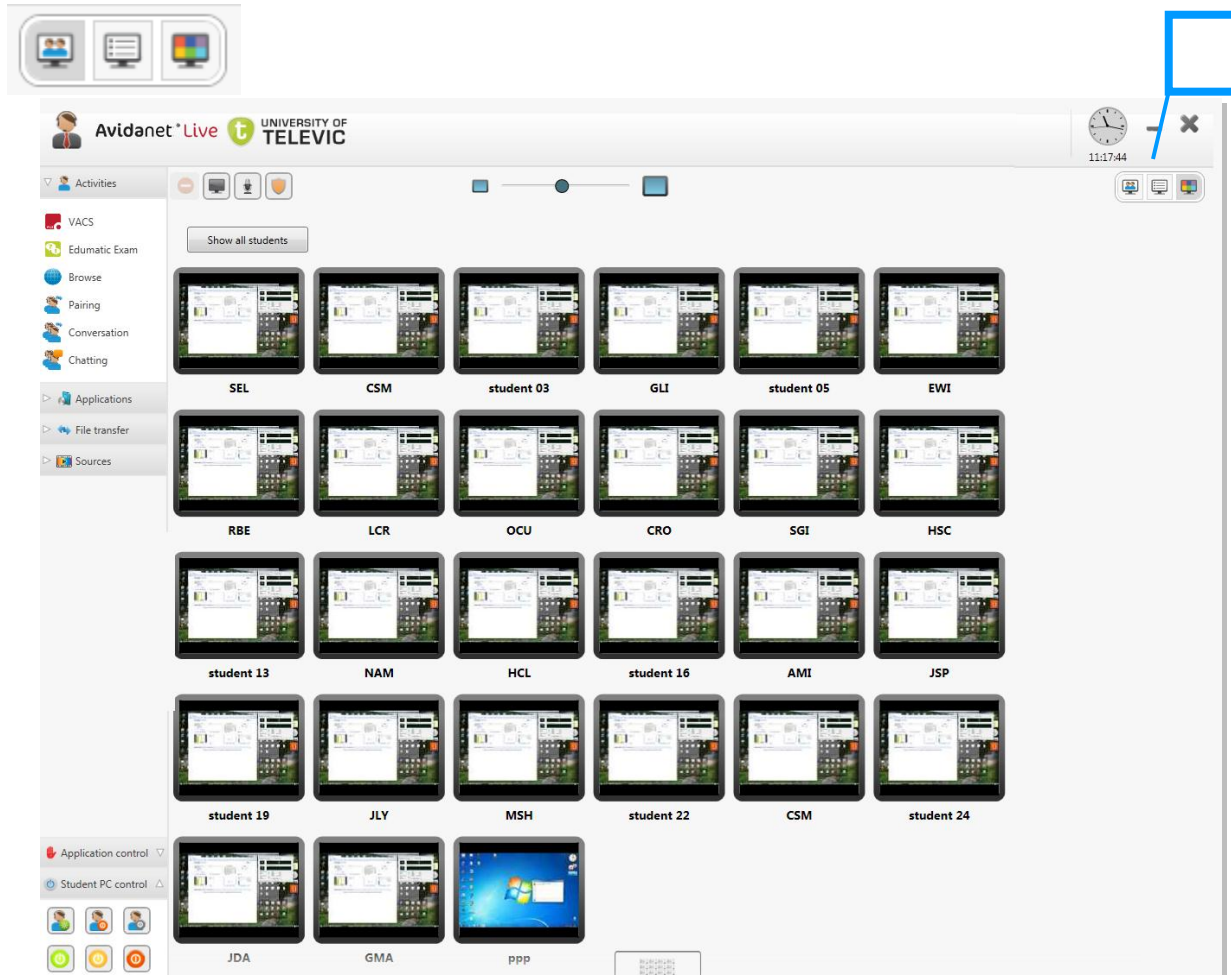 Avidanet Live t UNIVERSITY OF
TELEVIC
11:17:44
Activities
VACS
Edumatic Exam
Browse
Pairing
Conversation
Chatting
Applications
File transfer
Sources
Application control
Student PC control
Show all students
SEL CSM student 03 GLI student 05 EWI
RBE LCR OCU CRO SGI HSC
student 13 NAM HCL student 16 AMI JSP
student 19 JLY MSH student 22 CSM student 24
JDA GMA ppp